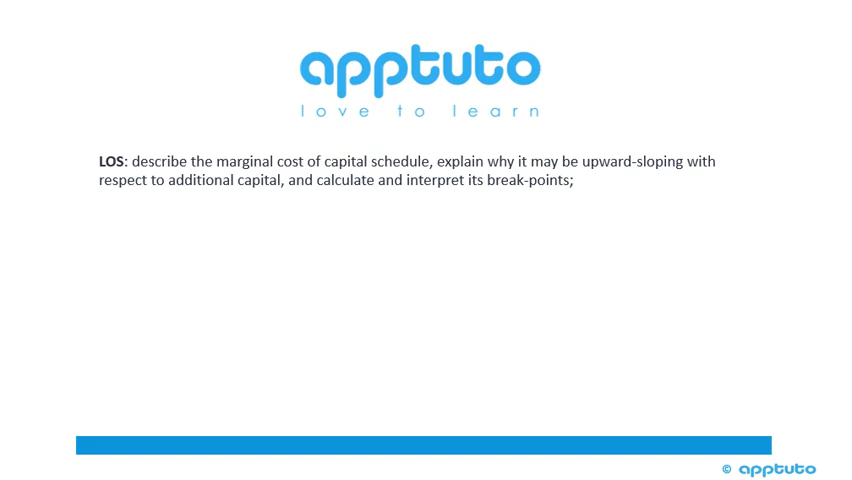 apptuto
love to learn
LOS: describe the marginal cost of capital schedule, explain why it may be upward-sloping with
respect to additional capital, and calculate and interpret its break-points;
© apptuto